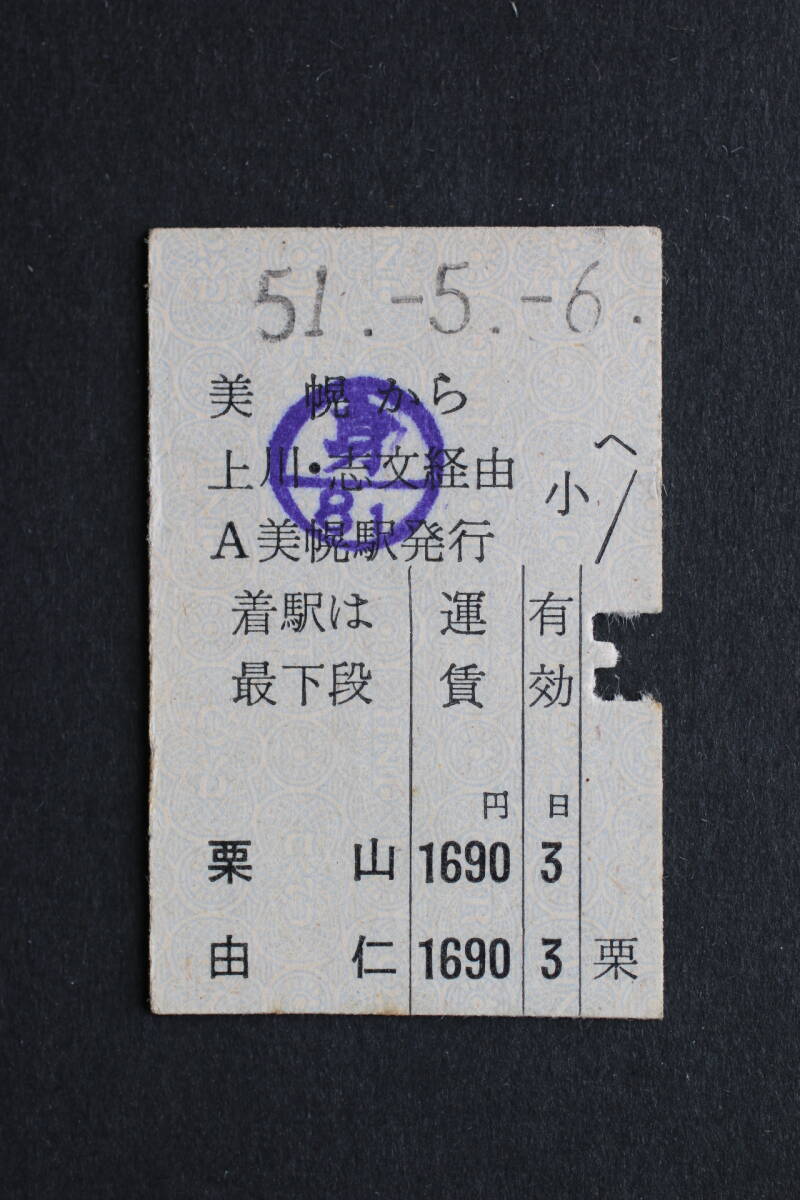 51.-5.-6.
美幌から
上川・志文経由
A美幌駅発行
小
身
81
着駅は
最下段
運賃
有効
円 日
栗山 1690 3
由仁 1690 3 栗